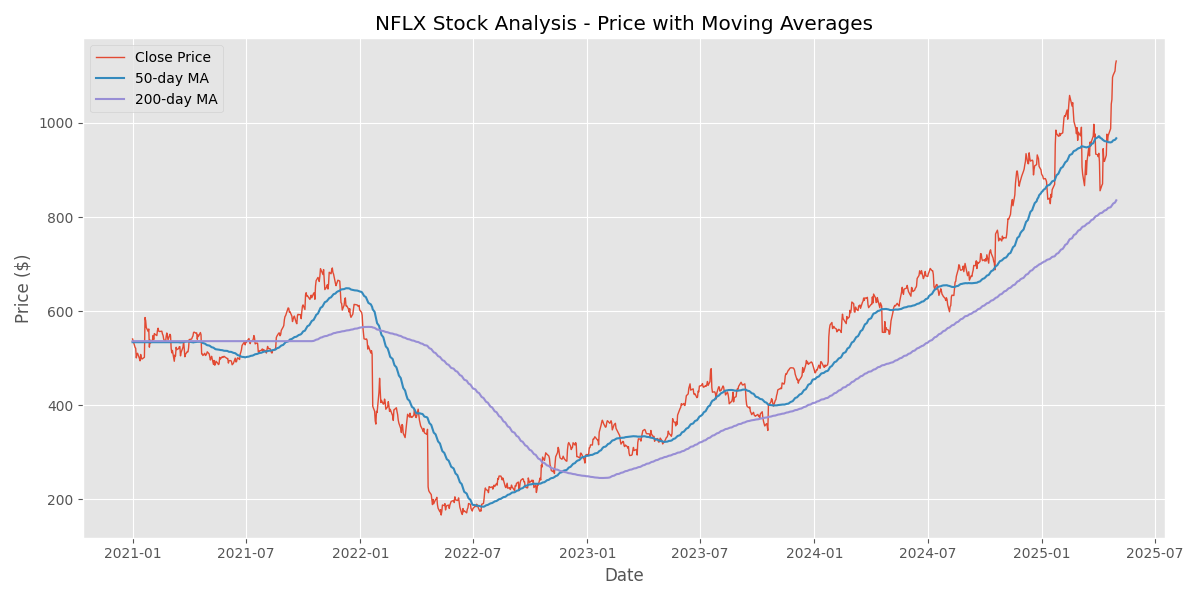 NFLX Stock Analysis - Price with Moving Averages
Close Price
50-day MA
200-day MA
Price ($)
1000
800
600
400
200
2021-01 2021-07 2022-01 2022-07 2023-01 2023-07 2024-01 2024-07 2025-01 2025-07
Date